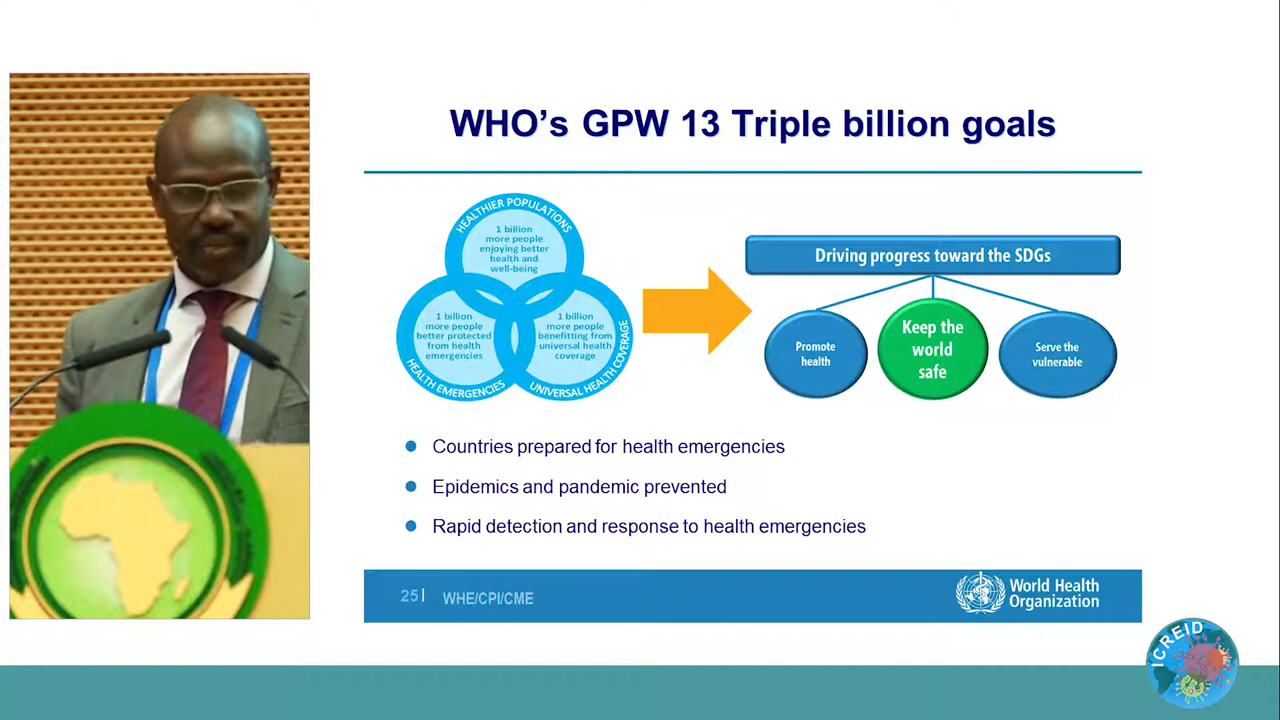 WHO's GPW 13 Triple billion goals
HEALTHIER POPULATIONS
1 billion
more people
enjoying better
health and
well-being
1 billion
more people
better protected
from health
emergencies
HEALTH EMERGENCIES
1 billion
more people
benefitting from
universal health
coverage
UNIVERSAL HEALTH COVERAGE
Driving progress toward the SDGs
Promote
health
Keep the
world
safe
Serve the
vulnerable
Countries prepared for health emergencies
Epidemics and pandemic prevented
Rapid detection and response to health emergencies
25| WHE/CPI/CME
World Health
Organization
ICREID